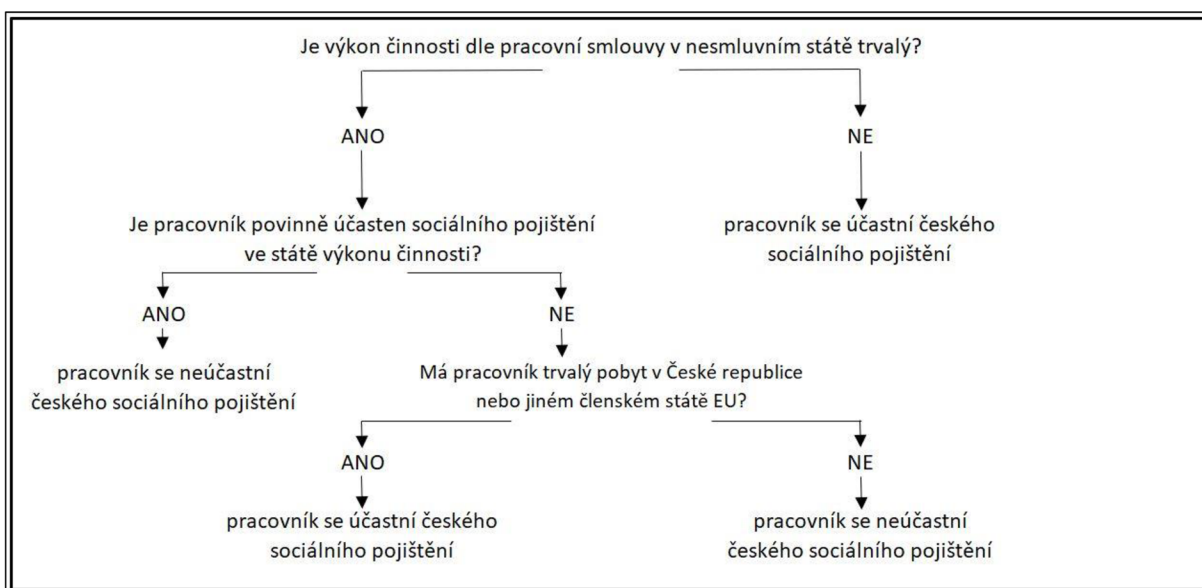 Je výkon činnosti dle pracovní smlouvy v nesmluvním státě trvalý?
ANO
NE
Je pracovník povinně účasten sociálního pojištění
ve státě výkonu činnosti?
pracovník se účastní českého
sociálního pojištění
ANO
NE
pracovník se neúčastní
českého sociálního pojištění
Má pracovník trvalý pobyt v České republice
nebo jiném členském státě EU?
ANO
NE
pracovník se účastní českého
sociálního pojištění
pracovník se neúčastní
českého sociálního pojištění